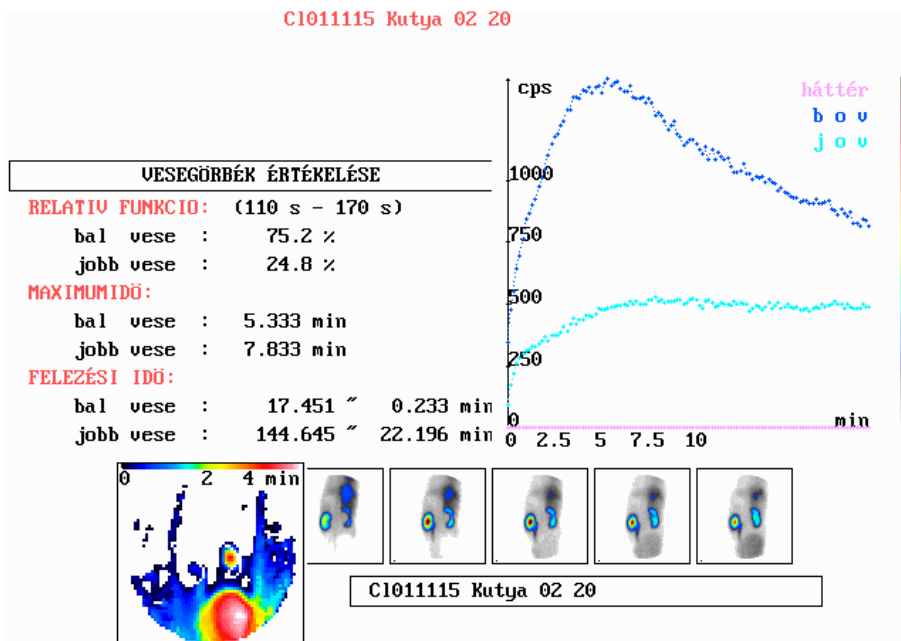 Cl011115 Kutya 02 20
cps
háttér
b o v
j o v
1000
750
500
250
0
min
0 2.5 5 7.5 10
VESEGÖRBÉK ÉRTÉKELÉSE
RELATIV FUNKCIO: (110 s - 170 s)
bal vese : 75.2 %
jobb vese : 24.8 %
MAXIMUMIDÖ:
bal vese : 5.333 min
jobb vese : 7.833 min
FELEZÉSI IDÖ:
bal vese : 17.451 ˝ 0.233 min
jobb vese : 144.645 ˝ 22.196 min
0 2 4 min
Cl011115 Kutya 02 20